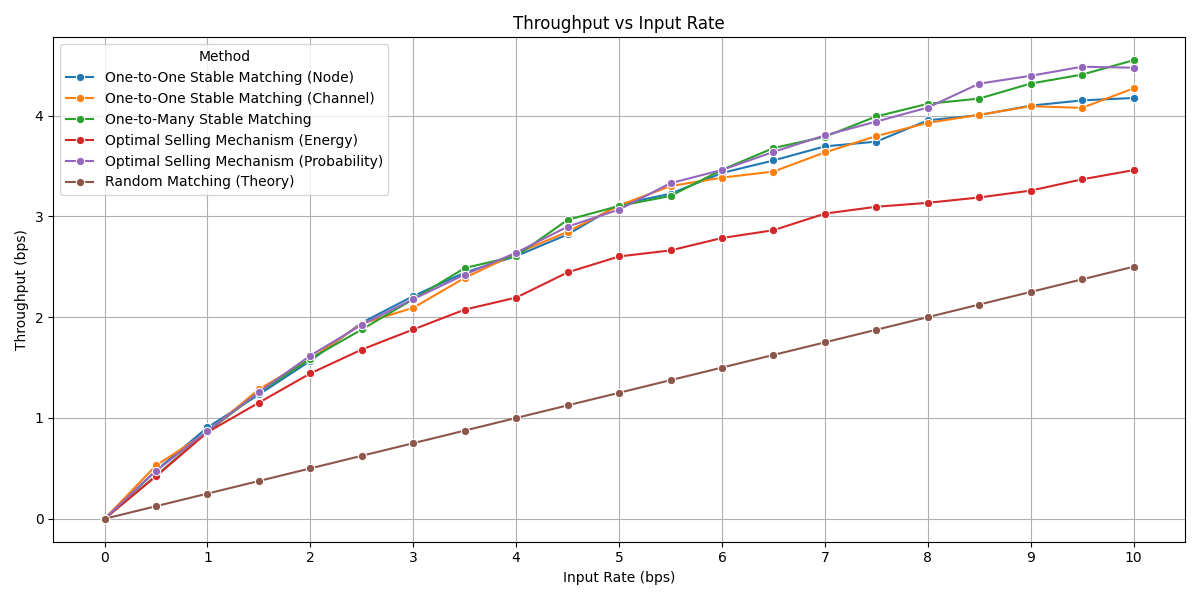 Throughput vs Input Rate
Method
One-to-One Stable Matching (Node)
One-to-One Stable Matching (Channel)
One-to-Many Stable Matching
Optimal Selling Mechanism (Energy)
Optimal Selling Mechanism (Probability)
Random Matching (Theory)
Throughput (bps)
4
3
2
1
0
0 1 2 3 4 5 6 7 8 9 10
Input Rate (bps)